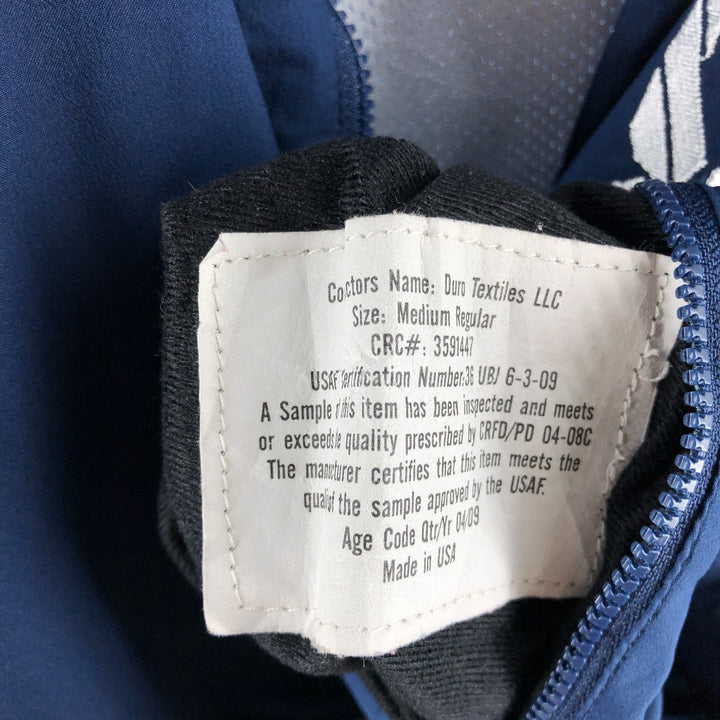 Co ctors Name: Duro Textiles LLC
Size: Medium Regular
CRC#: 3591447
USAF Certification Number:36 UBJ 6-3-09
A Sample of this item has been inspected and meets
or exceeds quality prescribed by CRFD/PD 04-08C
The manufacturer certifies that this item meets the
quality of the sample approved by the USAF.
Age Code Qtr/Yr 04/09
Made in USA